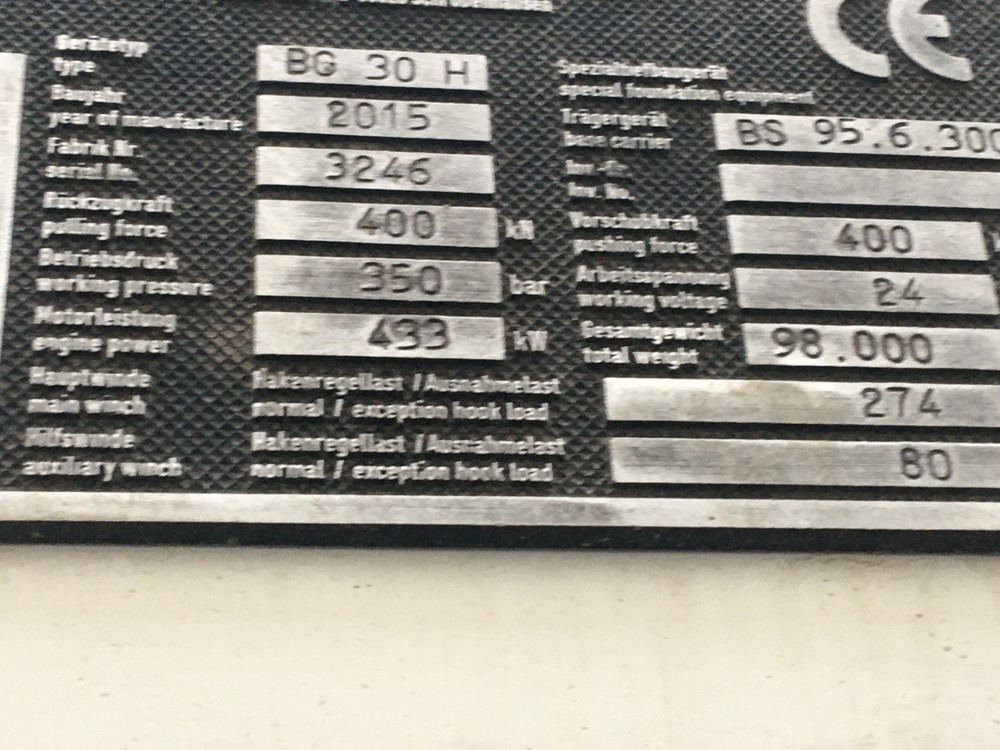 CE
Gerätetyp
type
BG 30 H
Spezialtiefbaugerät
special foundation equipment
Baujahr
year of manufacture
2015
Trägergerät
base carrier
BS 95.6.300
Fabrik Nr.
serial No.
3246
Inv. No.
Rückzugkraft
pulling force
400 kN
Vorschubkraft
pushing force
400
Betriebsdruck
working pressure
350 bar
Arbeitsspannung
working voltage
24
Motorleistung
engine power
433 kW
Gesamtgewicht
total weight
98.000
Hauptwinde
main winch
Hakenregellast / Ausnahmelast
normal / exception hook load
274
Hilfswinde
auxiliary winch
Hakenregellast / Ausnahmelast
normal / exception hook load
80